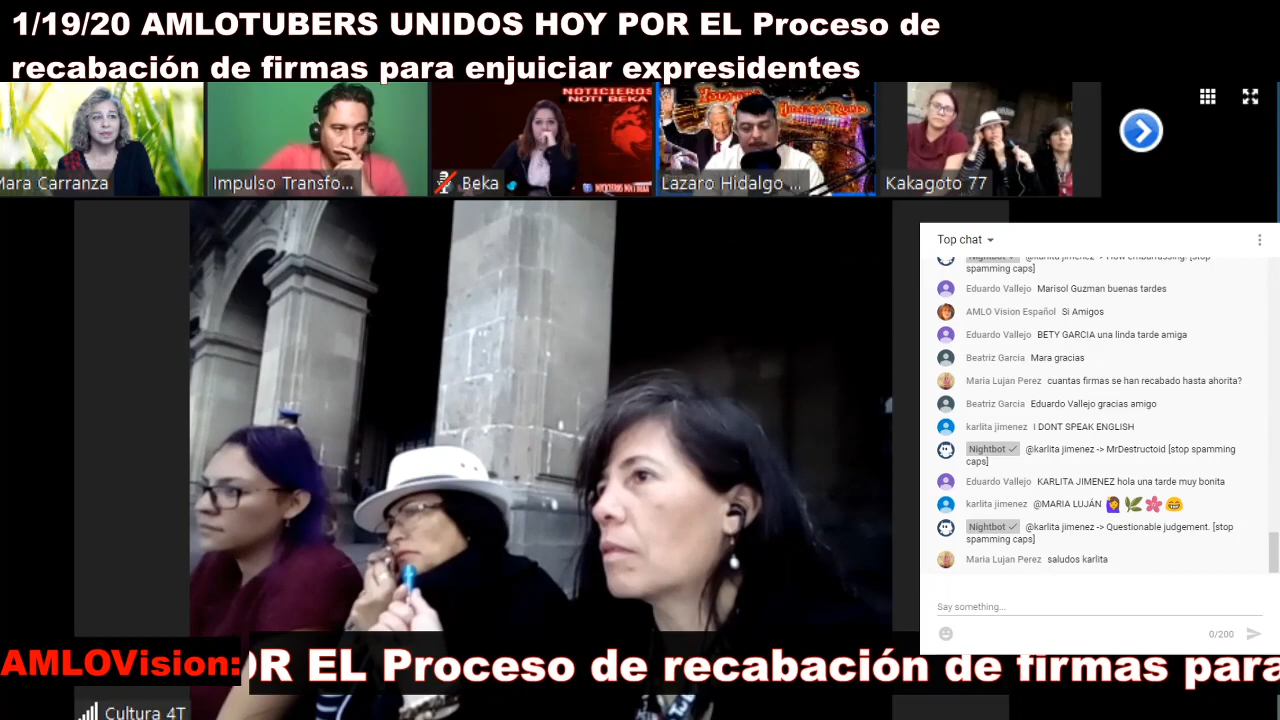 1/19/20 AMLOTUBERS UNIDOS HOY POR EL Proceso de
recabación de firmas para enjuiciar expresidentes
NOTICIEROS
NOTI BEKA
Mara Carranza
Impulso Transfo...
Beka
Lazaro Hidalgo ...
Kakagoto 77
Top chat
Nightbot @karlita jimenez -> How embarrassing! [stop
spamming caps]
Eduardo Vallejo Marisol Guzman buenas tardes
AMLO Vision Español Si Amigos
Eduardo Vallejo BETY GARCIA una linda tarde amiga
Beatriz Garcia Mara gracias
Maria Lujan Perez cuantas firmas se han recabado hasta ahorita?
Beatriz Garcia Eduardo Vallejo gracias amigo
karlita jimenez I DONT SPEAK ENGLISH
Nightbot @karlita jimenez -> MrDestructoid [stop spamming
caps]
Eduardo Vallejo KARLITA JIMENEZ hola una tarde muy bonita
karlita jimenez @MARIA LUJÁN 🙋‍♀️🌿🌸😁
Nightbot @karlita jimenez -> Questionable judgement. [stop
spamming caps]
Maria Lujan Perez saludos karlita
Say something...
0/200
AMLOVision: OR EL Proceso de recabación de firmas para
Cultura 4T